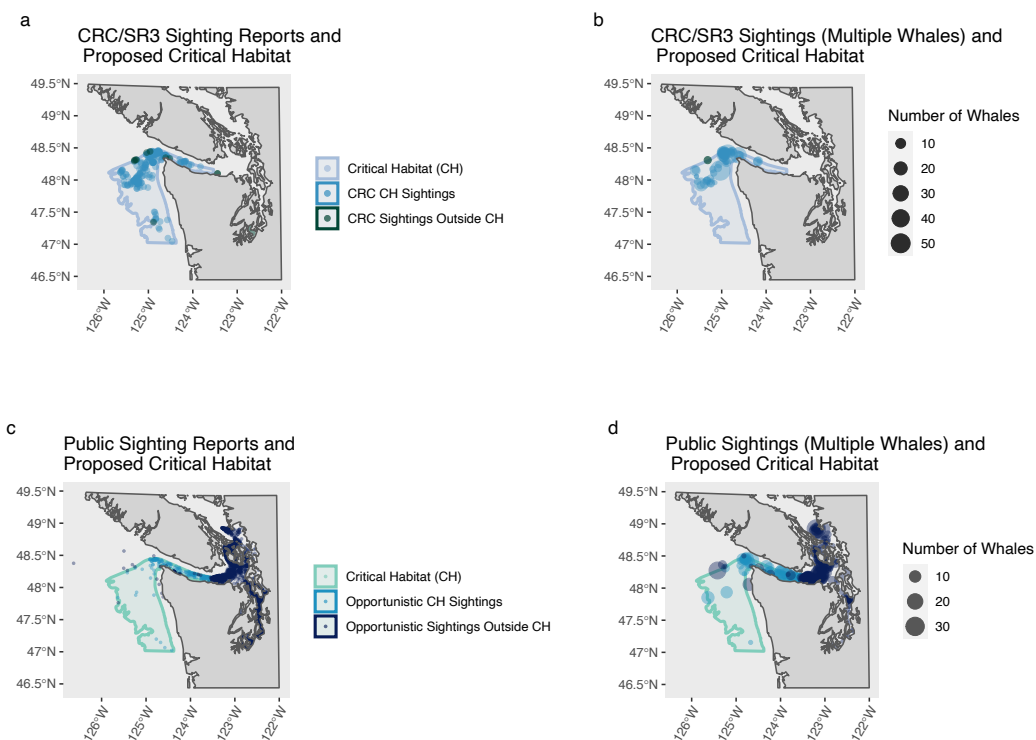 a
CRC/SR3 Sighting Reports and
Proposed Critical Habitat
49.5°N
49°N
48.5°N
48°N
47.5°N
47°N
46.5°N
126°W
125°W
124°W
123°W
122°W
Critical Habitat (CH)
CRC CH Sightings
CRC Sightings Outside CH
b
CRC/SR3 Sightings (Multiple Whales) and
Proposed Critical Habitat
49.5°N
49°N
48.5°N
48°N
47.5°N
47°N
46.5°N
126°W
125°W
124°W
123°W
122°W
Number of Whales
10
20
30
40
50
c
Public Sighting Reports and
Proposed Critical Habitat
49.5°N
49°N
48.5°N
48°N
47.5°N
47°N
46.5°N
126°W
125°W
124°W
123°W
122°W
Critical Habitat (CH)
Opportunistic CH Sightings
Opportunistic Sightings Outside CH
d
Public Sightings (Multiple Whales) and
Proposed Critical Habitat
49.5°N
49°N
48.5°N
48°N
47.5°N
47°N
46.5°N
126°W
125°W
124°W
123°W
122°W
Number of Whales
10
20
30